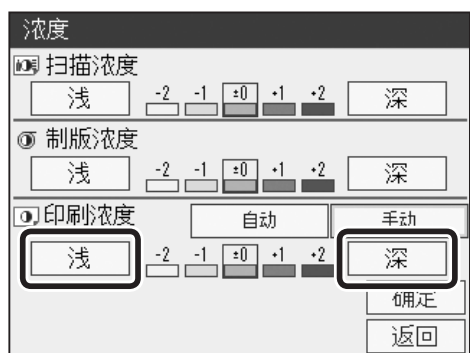 浓度
扫描浓度
浅 -2 -1 ±0 +1 +2 深
制版浓度
浅 -2 -1 ±0 +1 +2 深
印刷浓度 自动 手动
浅 -2 -1 ±0 +1 +2 深
确定
返回